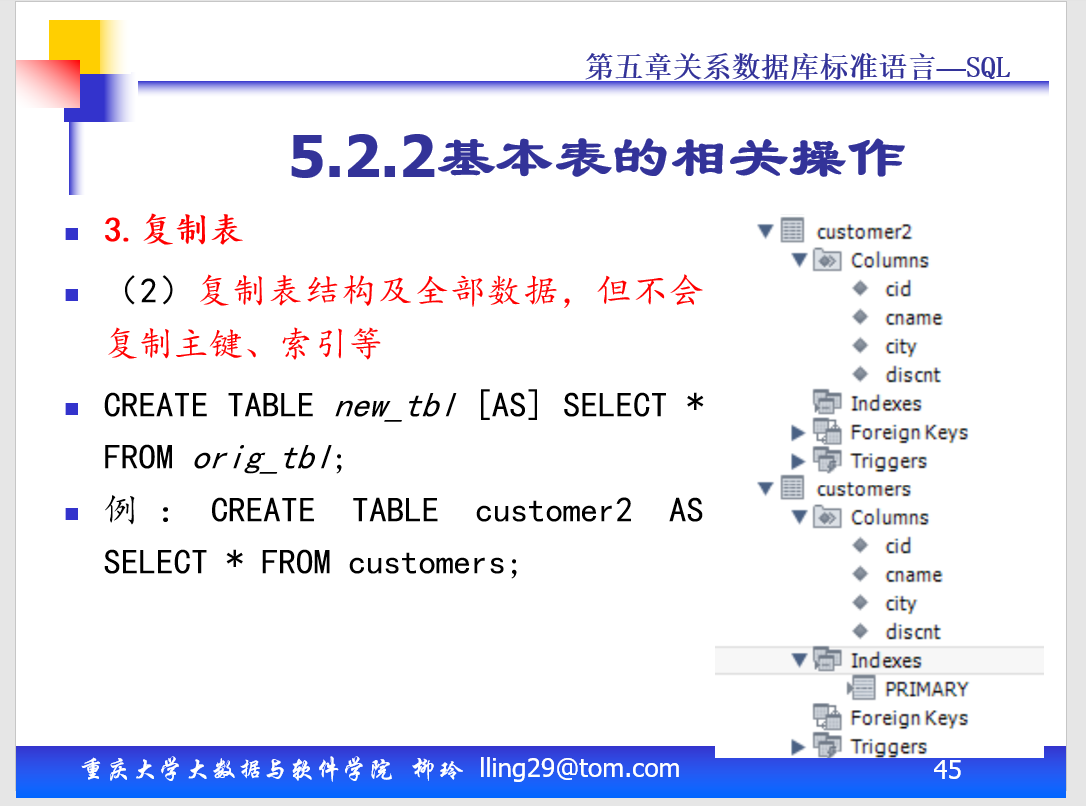 第五章关系数据库标准语言—SQL
5.2.2基本表的相关操作
3.复制表
（2）复制表结构及全部数据，但不会
复制主键、索引等
CREATE TABLE new_tbl [AS] SELECT *
FROM orig_tbl;
例：CREATE TABLE customer2 AS
SELECT * FROM customers;
customer2
Columns
cid
cname
city
discnt
Indexes
Foreign Keys
Triggers
customers
Columns
cid
cname
city
discnt
Indexes
PRIMARY
Foreign Keys
Triggers
重庆大学大数据与软件学院 柳玲 lling29@tom.com 45